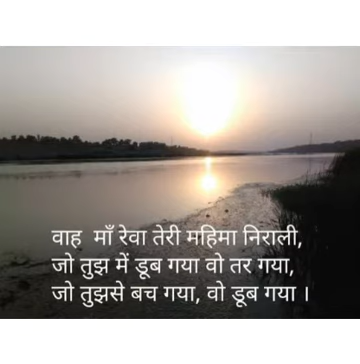 वाह माँ रेवा तेरी महिमा निराली,
जो तुझ में डूब गया वो तर गया,
जो तुझसे बच गया, वो डूब गया ।